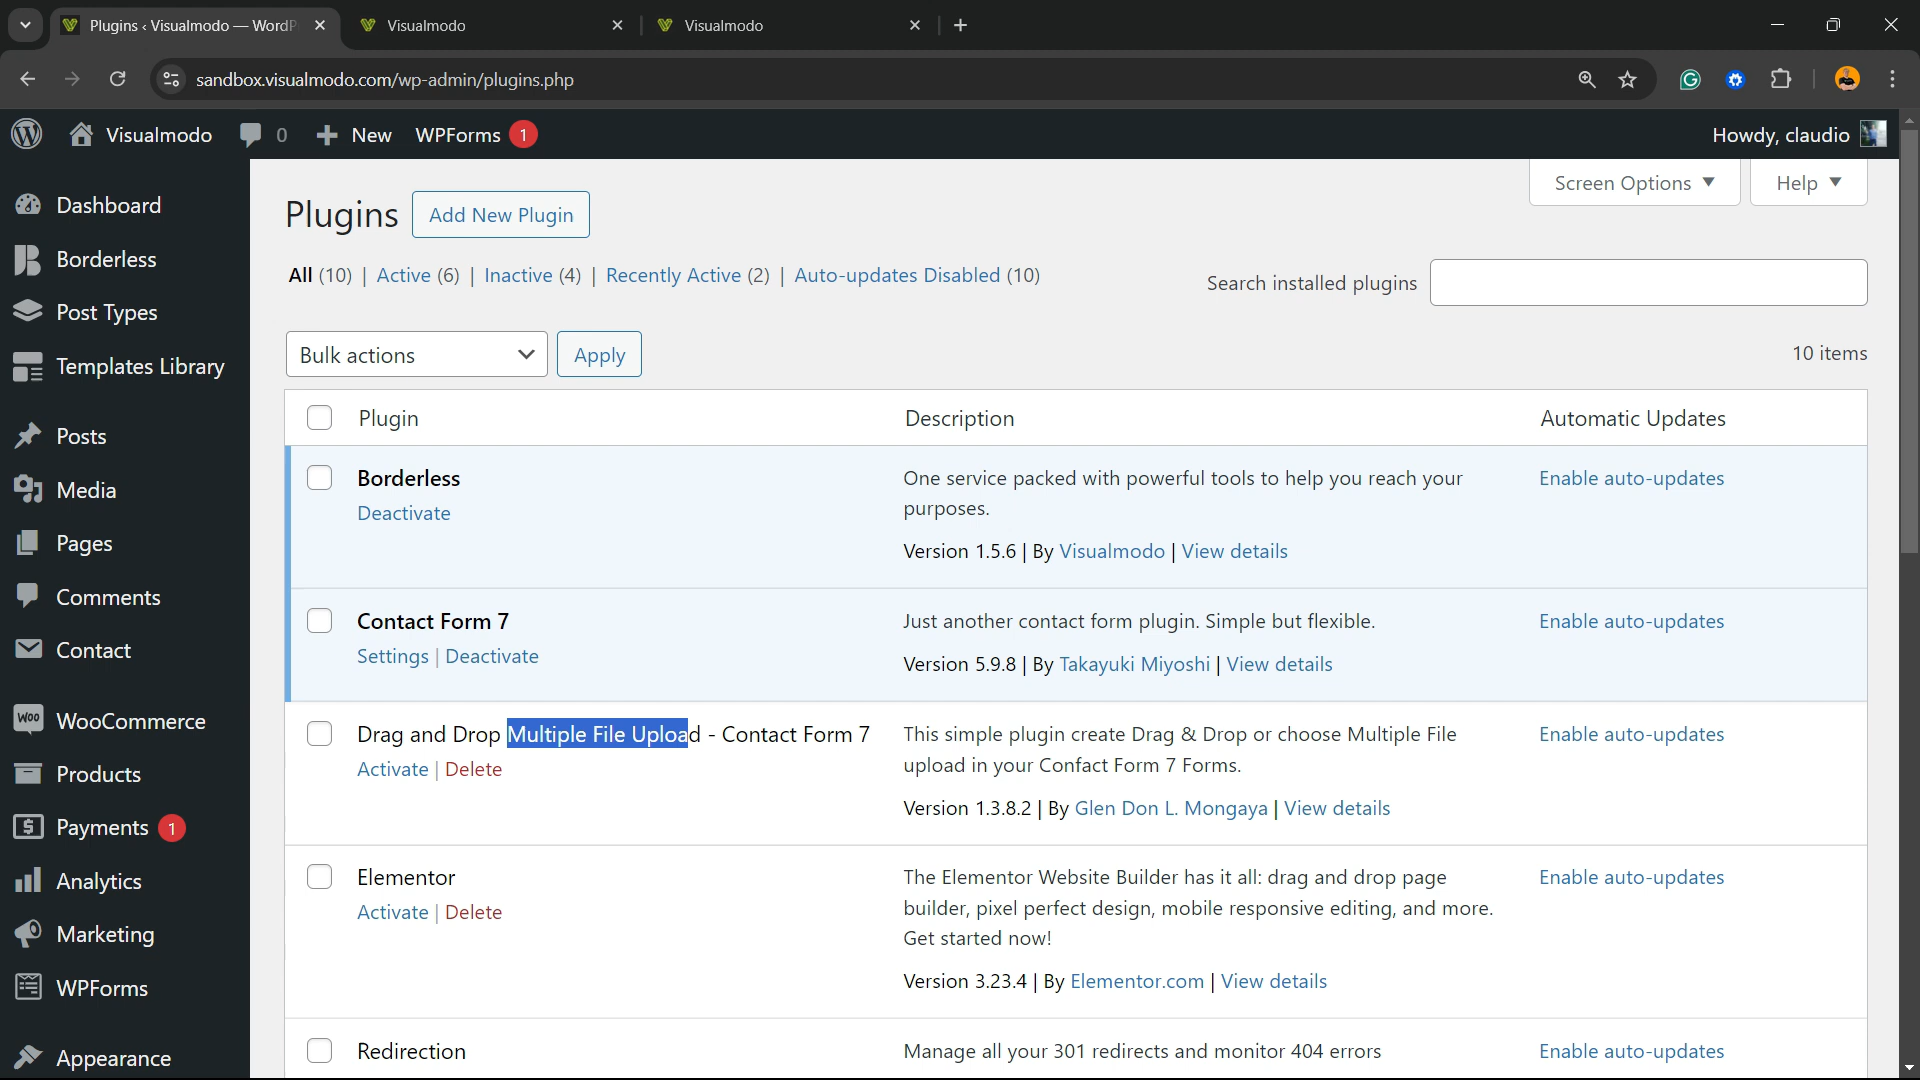 Plugins ‹ Visualmodo — WordP
Visualmodo
Visualmodo
sandbox.visualmodo.com/wp-admin/plugins.php
Visualmodo
0
New
WPForms 1
Howdy, claudio
Dashboard
Borderless
Post Types
Templates Library
Posts
Media
Pages
Comments
Contact
WooCommerce
Products
Payments 1
Analytics
Marketing
WPForms
Appearance
Screen Options
Help
Plugins
Add New Plugin
All (10) | Active (6) | Inactive (4) | Recently Active (2) | Auto-updates Disabled (10)
Search installed plugins
Bulk actions
Apply
10 items
Plugin
Description
Automatic Updates
Borderless
Deactivate
One service packed with powerful tools to help you reach your
purposes.
Version 1.5.6 | By Visualmodo | View details
Enable auto-updates
Contact Form 7
Settings | Deactivate
Just another contact form plugin. Simple but flexible.
Version 5.9.8 | By Takayuki Miyoshi | View details
Enable auto-updates
Drag and Drop Multiple File Upload - Contact Form 7
Activate | Delete
This simple plugin create Drag & Drop or choose Multiple File
upload in your Confact Form 7 Forms.
Version 1.3.8.2 | By Glen Don L. Mongaya | View details
Enable auto-updates
Elementor
Activate | Delete
The Elementor Website Builder has it all: drag and drop page
builder, pixel perfect design, mobile responsive editing, and more.
Get started now!
Version 3.23.4 | By Elementor.com | View details
Enable auto-updates
Redirection
Manage all your 301 redirects and monitor 404 errors
Enable auto-updates